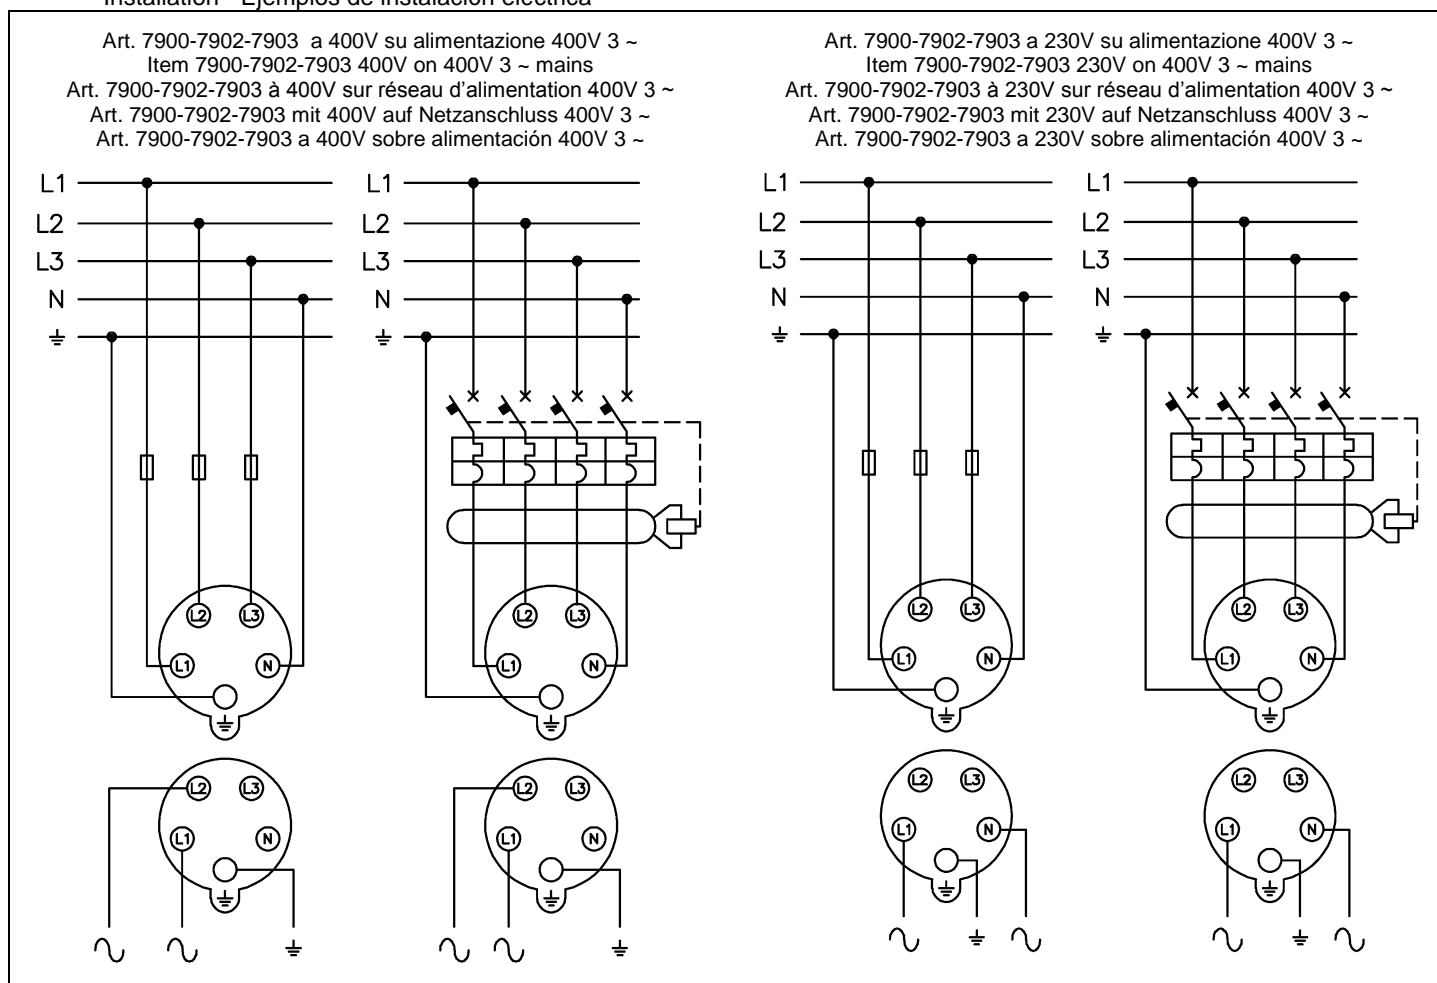 Installation - Ejemplos de instalación eléctrica
Art. 7900-7902-7903 a 400V su alimentazione 400V 3 ~
Item 7900-7902-7903 400V on 400V 3 ~ mains
Art. 7900-7902-7903 à 400V sur réseau d'alimentation 400V 3 ~
Art. 7900-7902-7903 mit 400V auf Netzanschluss 400V 3 ~
Art. 7900-7902-7903 a 400V sobre alimentación 400V 3 ~
L1
L2
L3
N
L2
L3
L1
N
L2
L3
L1
N
L1
L2
L3
N
L2
L3
L1
N
L2
L3
L1
N
Art. 7900-7902-7903 a 230V su alimentazione 400V 3 ~
Item 7900-7902-7903 230V on 400V 3 ~ mains
Art. 7900-7902-7903 à 230V sur réseau d'alimentation 400V 3 ~
Art. 7900-7902-7903 mit 230V auf Netzanschluss 400V 3 ~
Art. 7900-7902-7903 a 230V sobre alimentación 400V 3 ~
L1
L2
L3
N
L2
L3
L1
N
L2
L3
L1
N
L1
L2
L3
N
L2
L3
L1
N
L2
L3
L1
N